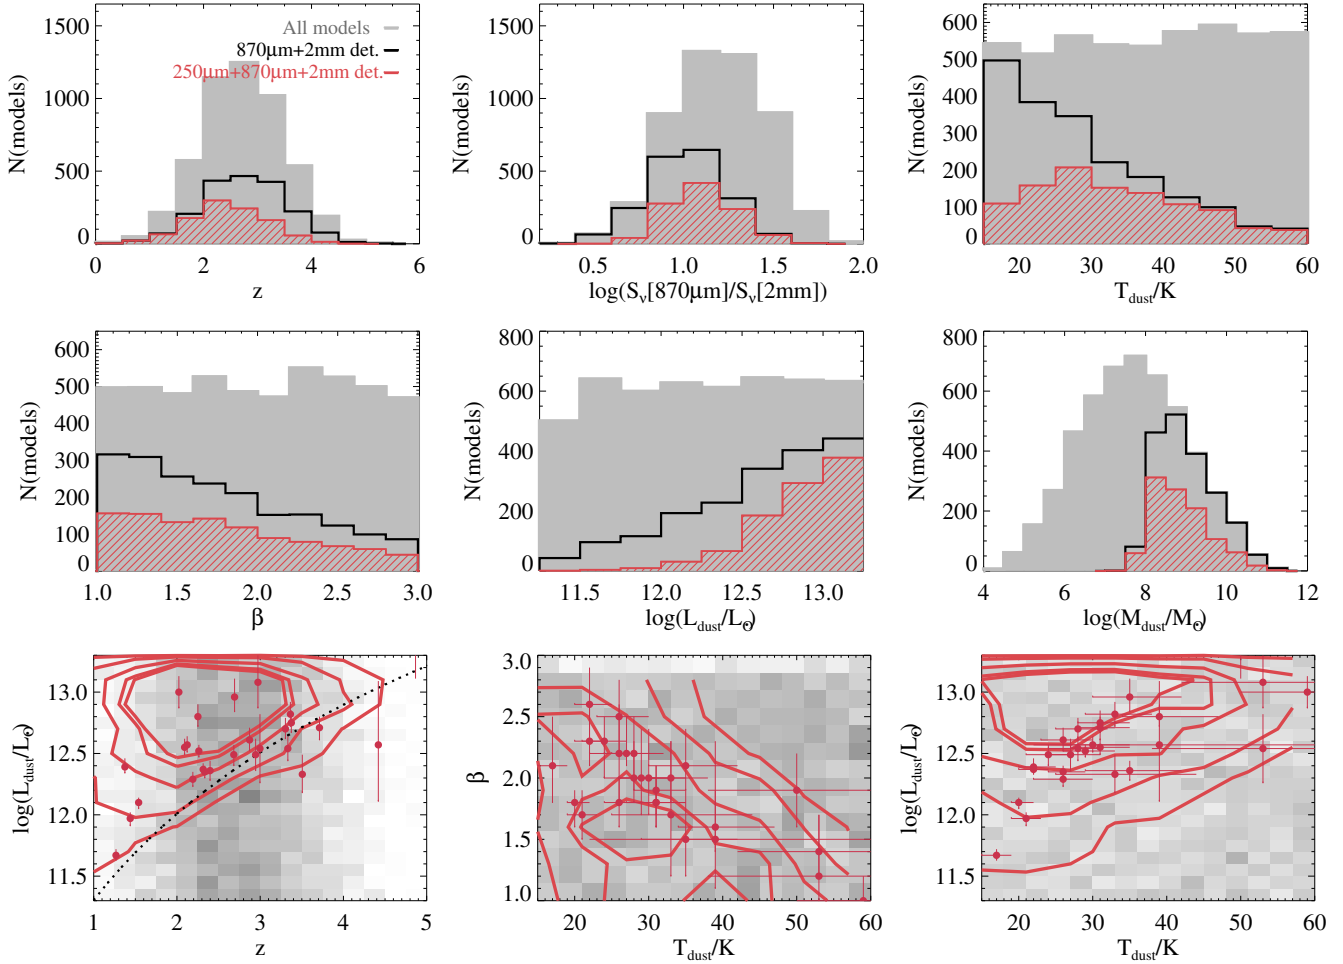 All models
870μm+2mm det.
250μm+870μm+2mm det.
N(models)
1500
1000
500
0
0 2 4 6
z
N(models)
1500
1000
500
0
0.5 1.0 1.5 2.0
log(Sν[870μm]/Sν[2mm])
N(models)
600
500
400
300
200
100
0
20 30 40 50 60
Tdust/K
N(models)
600
500
400
300
200
100
0
1.0 1.5 2.0 2.5 3.0
β
N(models)
800
600
400
200
0
11.5 12.0 12.5 13.0
log(Ldust/L⊙)
N(models)
800
600
400
200
0
4 6 8 10 12
log(Mdust/M⊙)
log(Ldust/L⊙)
13.0
12.5
12.0
11.5
1 2 3 4 5
z
β
3.0
2.5
2.0
1.5
1.0
20 30 40 50 60
Tdust/K
log(Ldust/L⊙)
13.0
12.5
12.0
11.5
20 30 40 50 60
Tdust/K